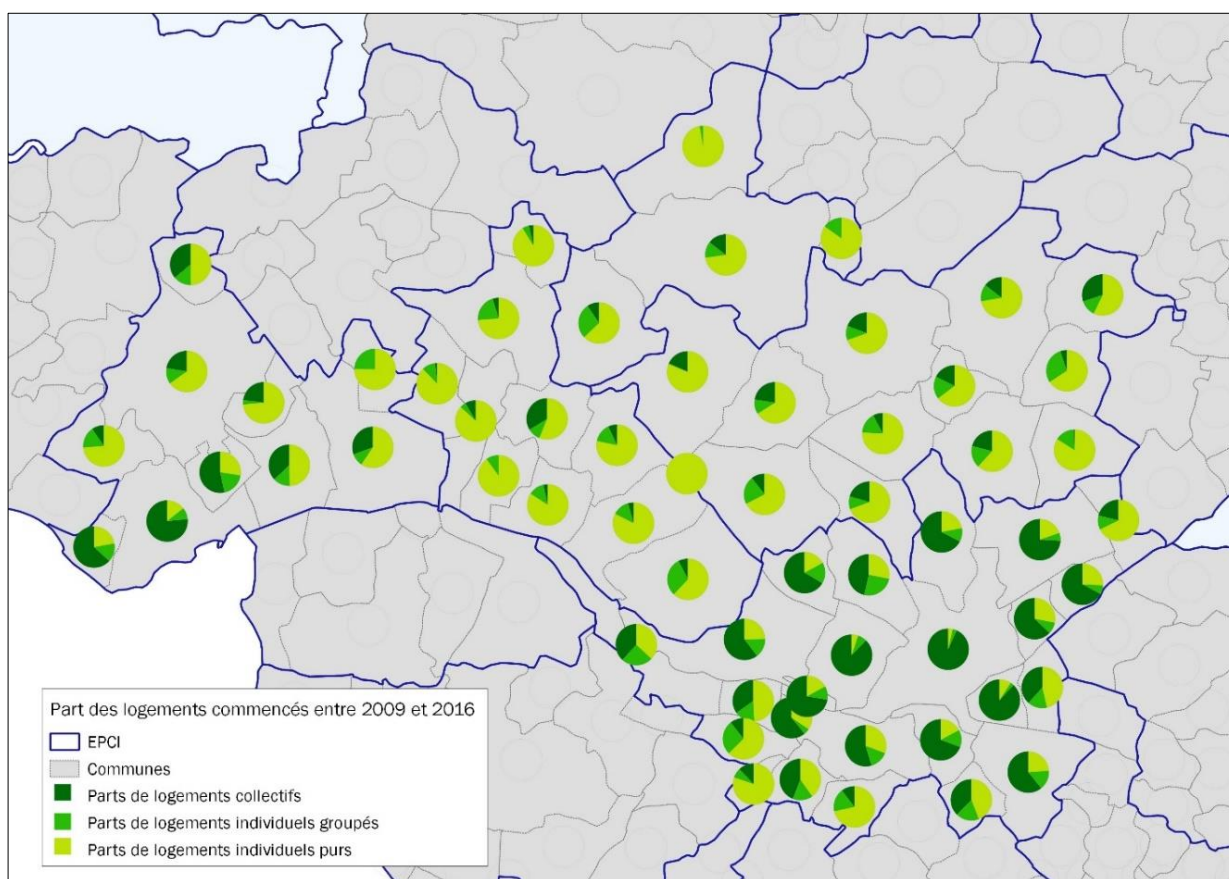 Part des logements commencés entre 2009 et 2016
EPCI
Communes
Parts de logements collectifs
Parts de logements individuels groupés
Parts de logements individuels purs